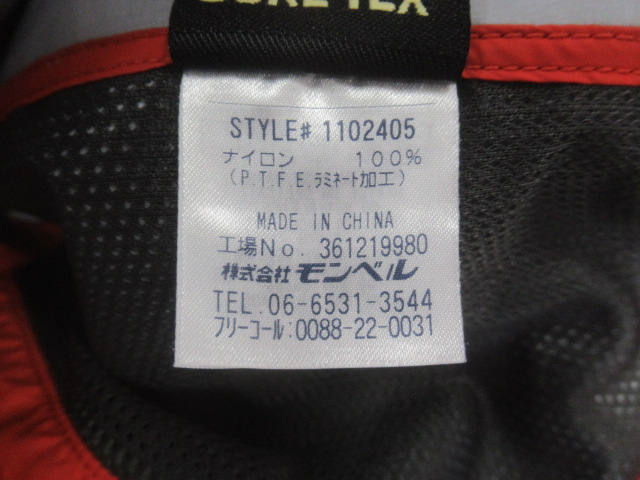 GORE-TEX
STYLE# 1102405
ナイロン 100%
(P.T.F.E.ラミネート加工)
MADE IN CHINA
工場No. 361219980
株式会社 モンベル
TEL. 06-6531-3544
フリーコール:0088-22-0031